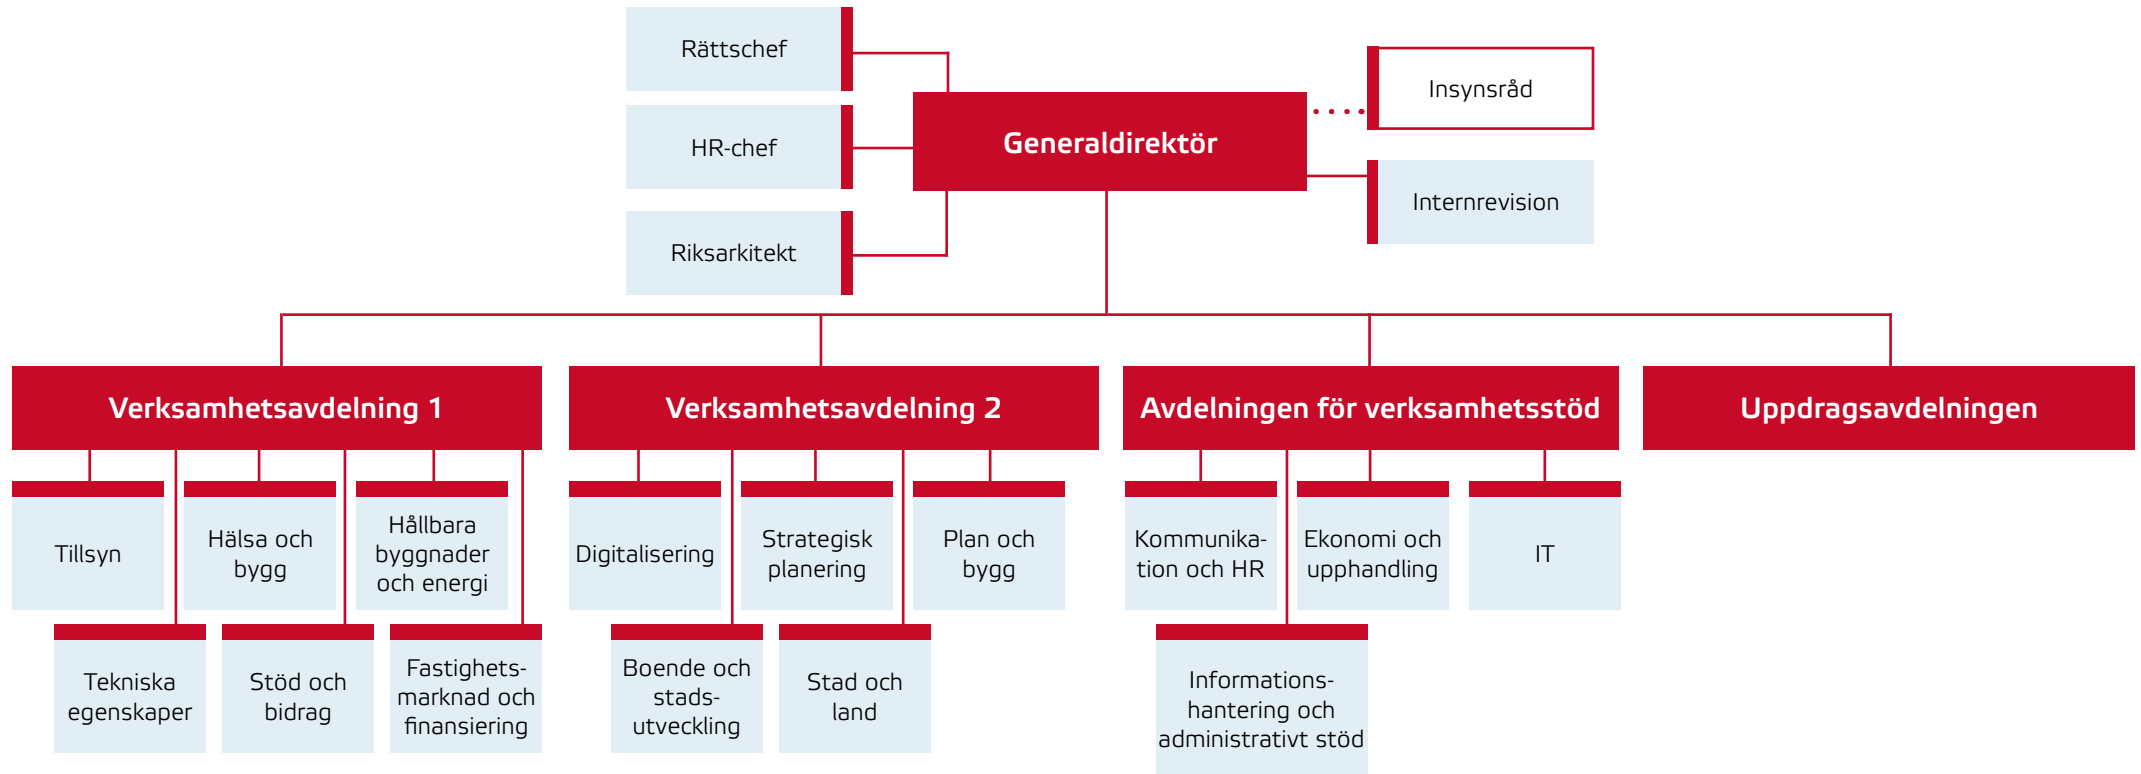 Rättschef
HR-chef
Riksarkitekt
Generaldirektör
Insynsråd
Internrevision
Verksamhetsavdelning 1
Verksamhetsavdelning 2
Avdelningen för verksamhetsstöd
Uppdragsavdelningen
Tillsyn
Hälsa och
bygg
Hållbara
byggnader
och energi
Tekniska
egenskaper
Stöd och
bidrag
Fastighets-
marknad och
finansiering
Digitalisering
Strategisk
planering
Plan och
bygg
Boende och
stads-
utveckling
Stad och
land
Kommunika-
tion och HR
Ekonomi och
upphandling
IT
Informations-
hantering och
administrativt stöd